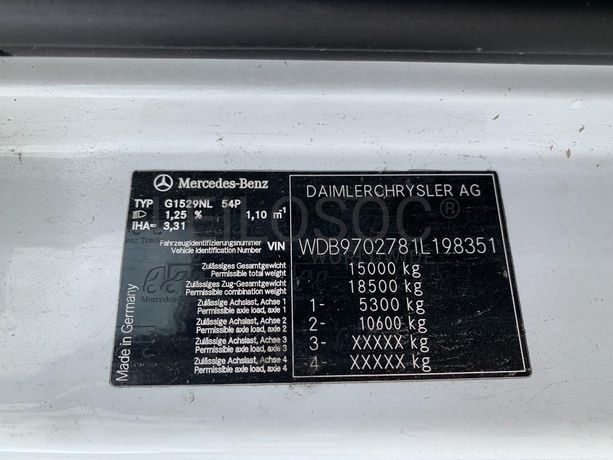 Mercedes-Benz
TYP G1529NL 54P
1,25 % 1,10 m⁻¹
IHA= 3,31
Fahrzeugidentifizierungsnummer
Vehicle Identification Number VIN
Zulässiges Gesamtgewicht
Permissible total weight
Zulässiges Zug-Gesamtgewicht
Permissible combination weight
Zulässige Achslast, Achse 1
Permissible axle load, axle 1
Zulässige Achslast, Achse 2
Permissible axle load, axle 2
Zulässige Achslast, Achse 3
Permissible axle load, axle 3
Zulässige Achslast, Achse 4
Permissible axle load, axle 4
Made in Germany
DAIMLERCHRYSLER AG
WDB9702781L198351
15000 kg
18500 kg
1- 5300 kg
2- 10600 kg
3- XXXXX kg
4- XXXXX kg